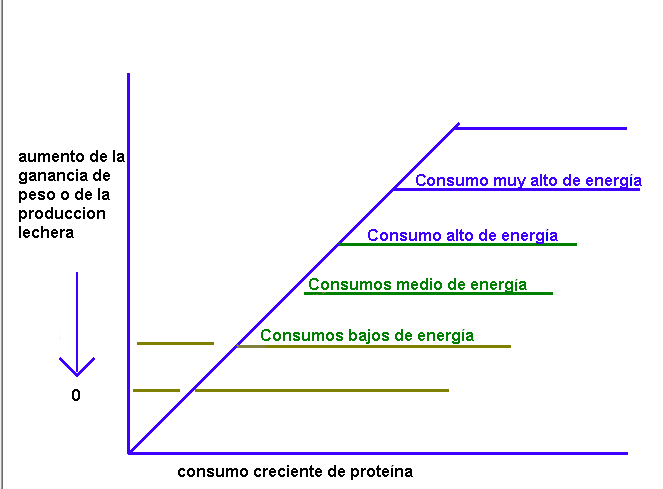 aumento de la
ganancia de
peso o de la
produccion
lechera
Consumo muy alto de energía
Consumo alto de energía
Consumos medio de energía
Consumos bajos de energía
0
consumo creciente de proteína